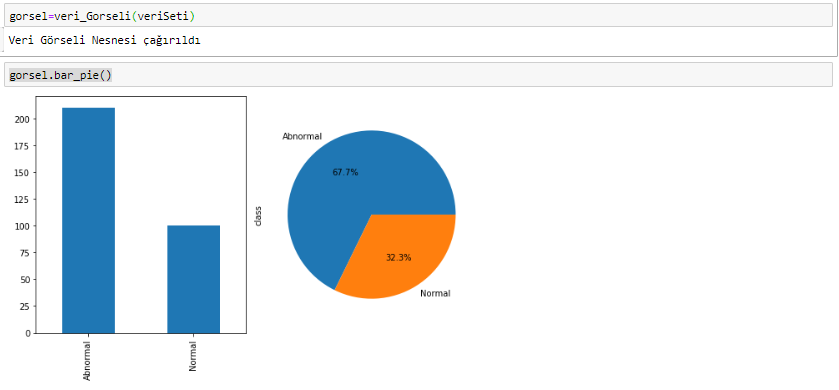 gorsel=veri_Gorseli(veriSeti)
Veri Görseli Nesnesi çağırıldı
gorsel.bar_pie()
200
175
150
125
100
75
50
25
0
Abnormal
Normal
class
Abnormal
67.7%
32.3%
Normal